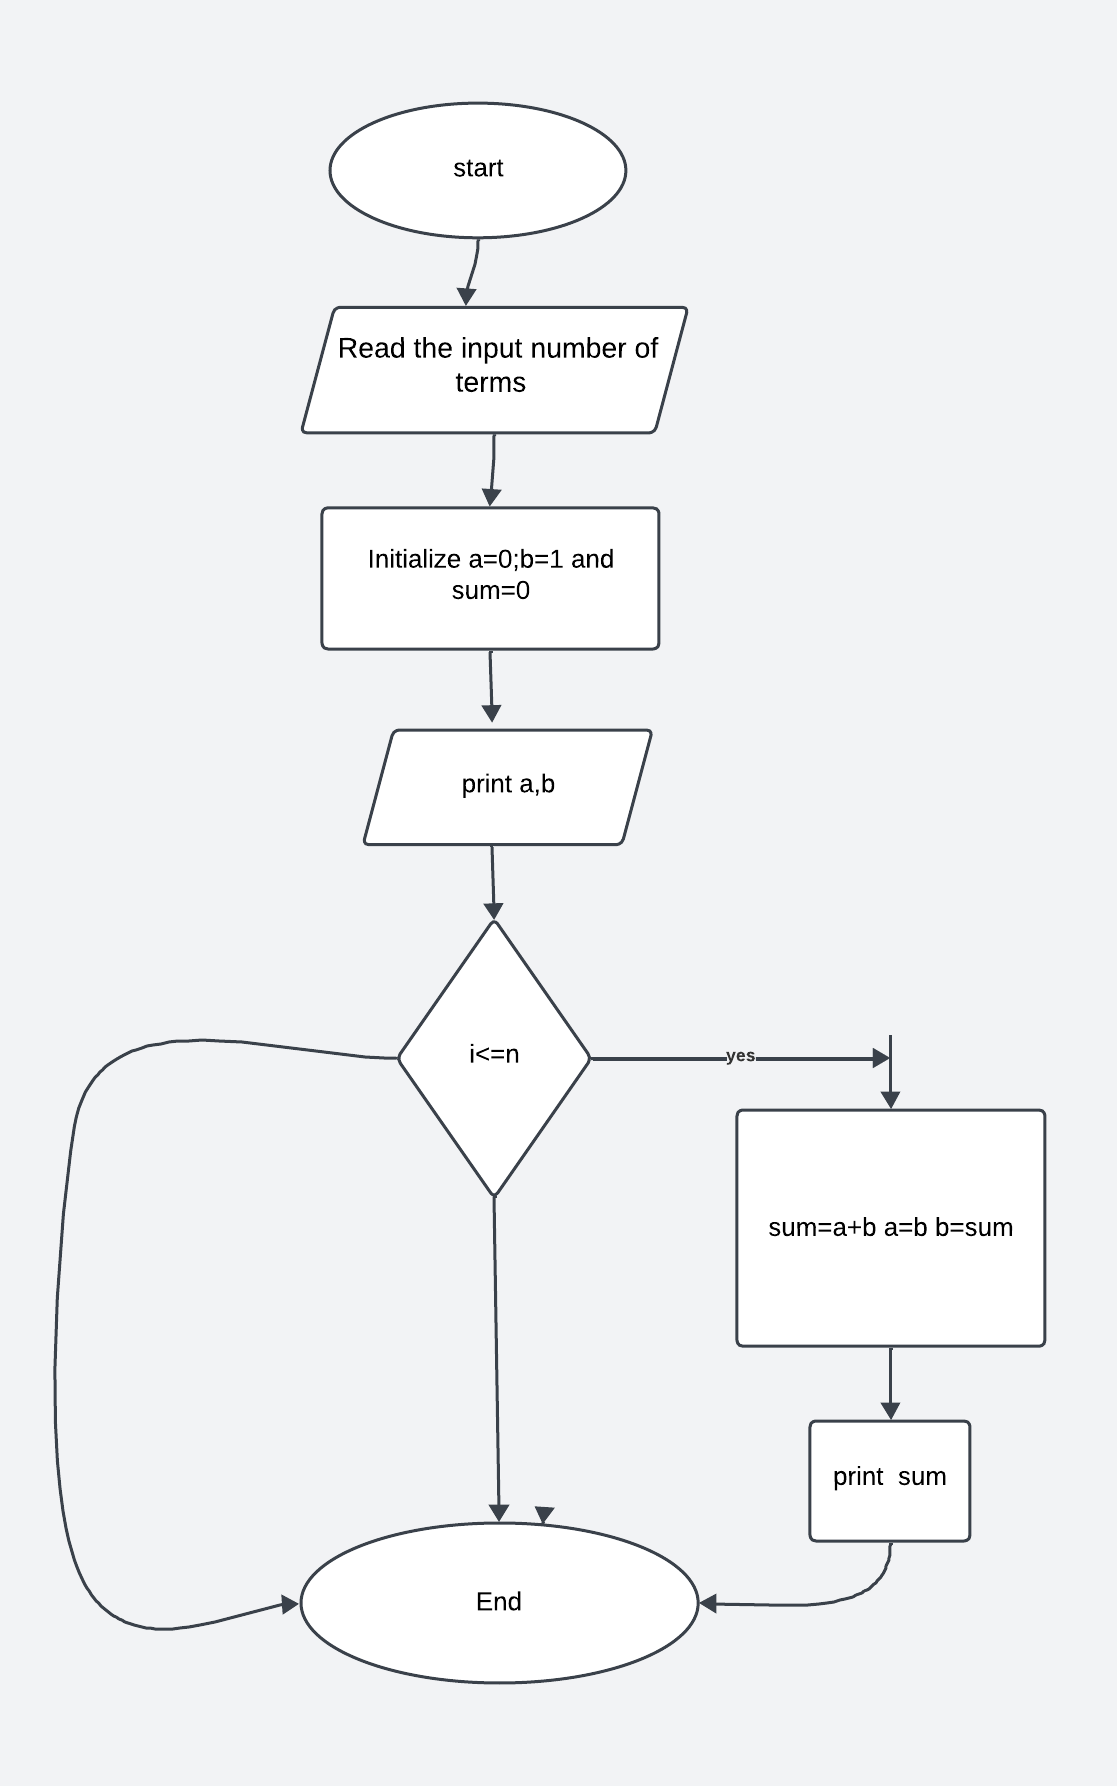 start
Read the input number of
terms
Initialize a=0;b=1 and
sum=0
print a,b
i<=n
yes
sum=a+b a=b b=sum
print  sum
End